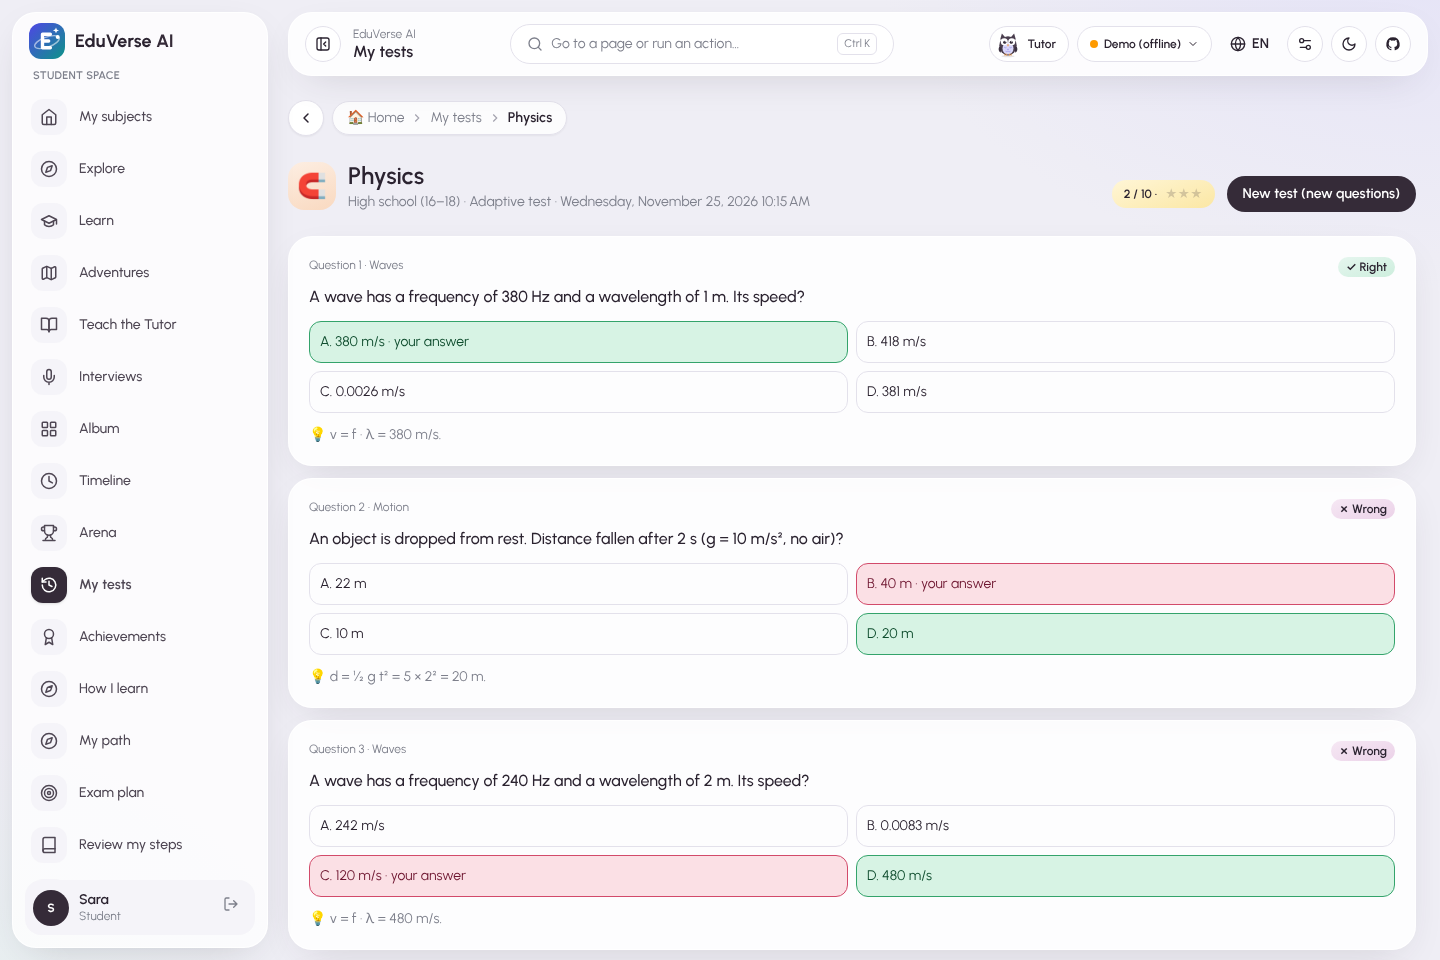 EduVerse AI
STUDENT SPACE
My subjects
Explore
Learn
Adventures
Teach the Tutor
Interviews
Album
Timeline
Arena
My tests
Achievements
How I learn
My path
Exam plan
Review my steps
S
Sara
Student
EduVerse AI
My tests
Go to a page or run an action...
Ctrl K
Tutor
Demo (offline)
EN
Home
My tests
Physics
Physics
High school (16–18) · Adaptive test · Wednesday, November 25, 2026 10:15 AM
2 / 10 · ★★★
New test (new questions)
Question 1 · Waves
✓ Right
A wave has a frequency of 380 Hz and a wavelength of 1 m. Its speed?
A. 380 m/s · your answer
B. 418 m/s
C. 0.0026 m/s
D. 381 m/s
v = f · λ = 380 m/s.
Question 2 · Motion
× Wrong
An object is dropped from rest. Distance fallen after 2 s (g = 10 m/s², no air)?
A. 22 m
B. 40 m · your answer
C. 10 m
D. 20 m
d = ½ g t² = 5 × 2² = 20 m.
Question 3 · Waves
× Wrong
A wave has a frequency of 240 Hz and a wavelength of 2 m. Its speed?
A. 242 m/s
B. 0.0083 m/s
C. 120 m/s · your answer
D. 480 m/s
v = f · λ = 480 m/s.